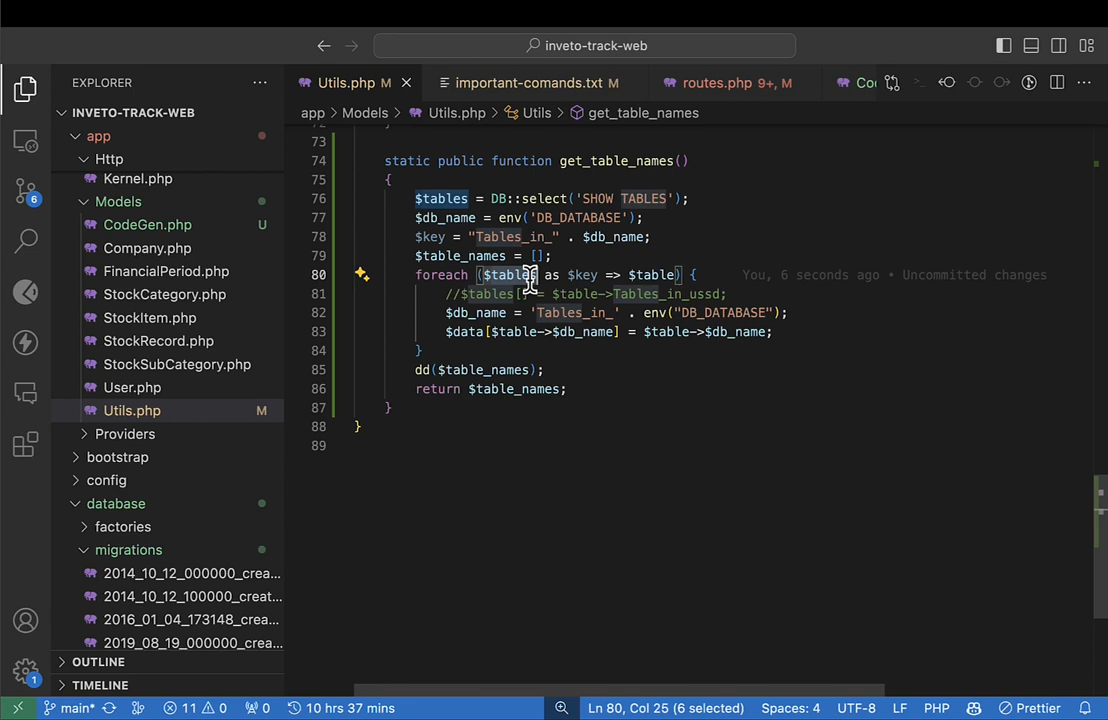 inveto-track-web
EXPLORER
Utils.php M
important-comands.txt M
routes.php 9+, M
Coo
INVETO-TRACK-WEB
app > Models > Utils.php > Utils > get_table_names
app
Http
Kernel.php
Models
CodeGen.php U
Company.php
FinancialPeriod.php
StockCategory.php
StockItem.php
StockRecord.php
StockSubCategory.php
User.php
Utils.php M
Providers
bootstrap
config
database
factories
migrations
2014_10_12_000000_crea...
2014_10_12_100000_creat...
2016_01_04_173148_crea...
2019_08_19_000000_crea...
OUTLINE
TIMELINE
73
74 static public function get_table_names()
75 {
76 $tables = DB::select('SHOW TABLES');
77 $db_name = env('DB_DATABASE');
78 $key = "Tables_in_" . $db_name;
79 $table_names = [];
80 foreach ($tables as $key => $table) { You, 6 seconds ago • Uncommitted changes
81 //$tables[] = $table->Tables_in_ussd;
82 $db_name = 'Tables_in_' . env("DB_DATABASE");
83 $data[$table->$db_name] = $table->$db_name;
84 }
85 dd($table_names);
86 return $table_names;
87 }
88 }
89
6
1
main* 11 0 0 10 hrs 37 mins Ln 80, Col 25 (6 selected) Spaces: 4 UTF-8 LF PHP Prettier